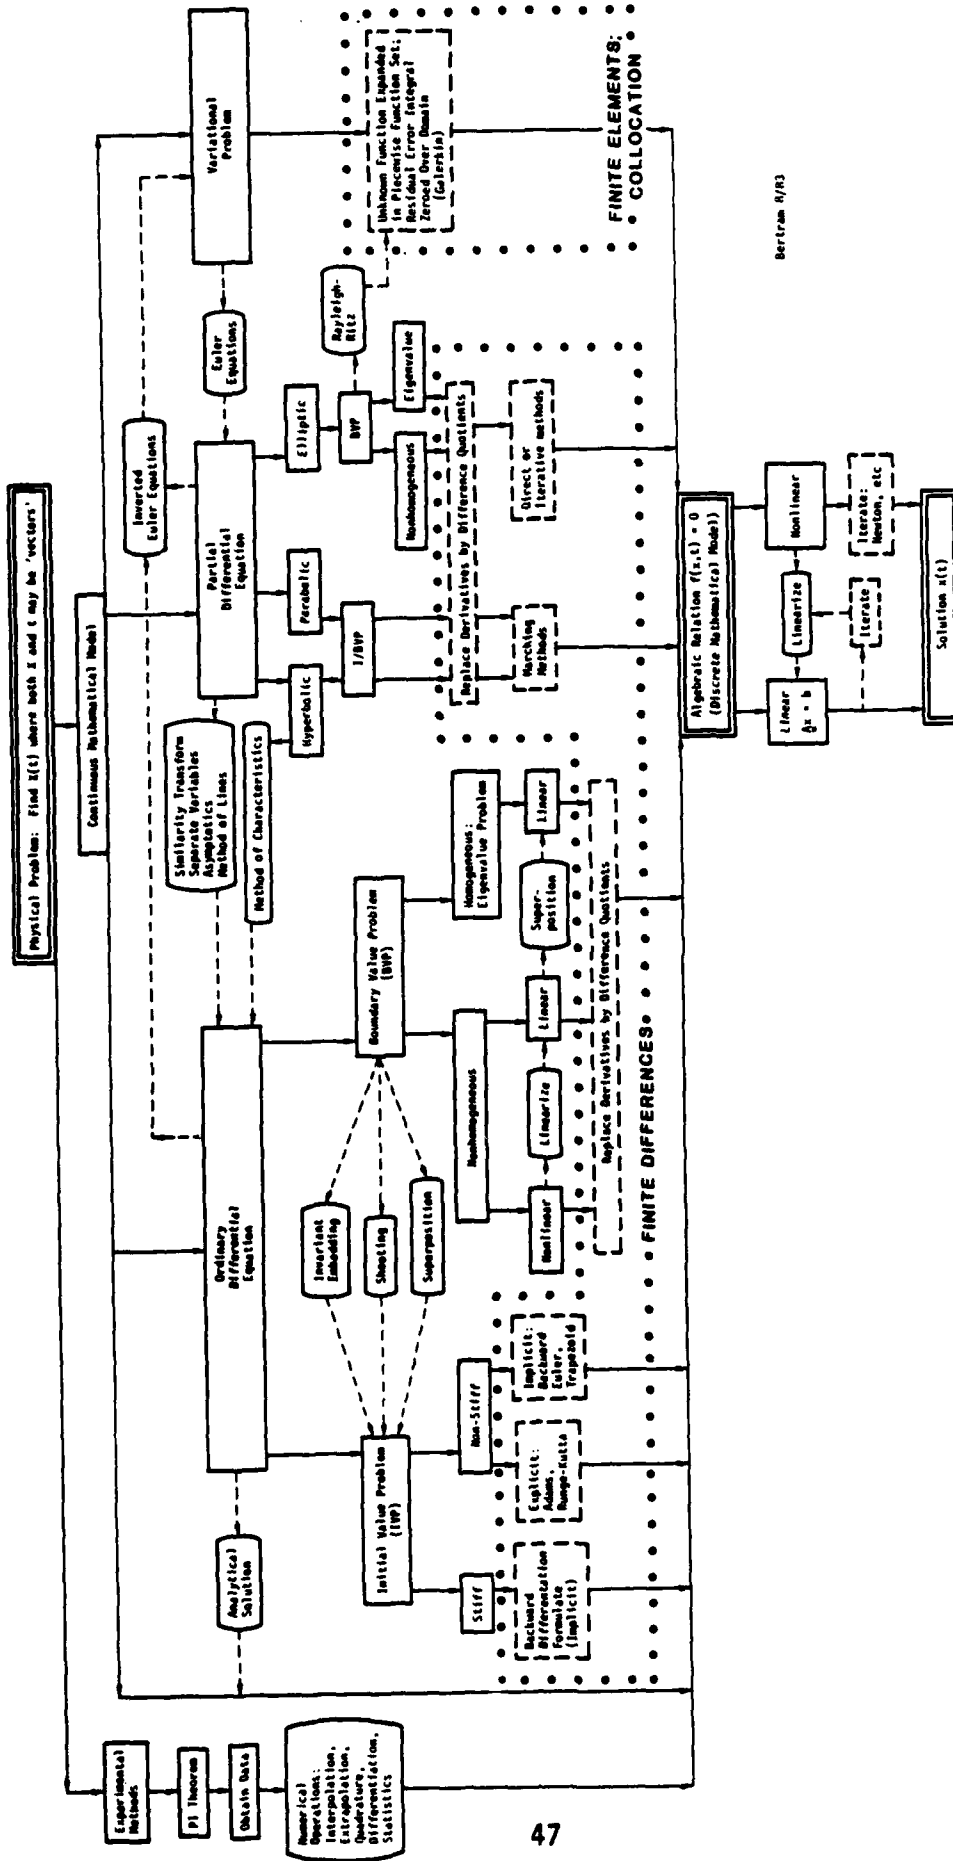 Physical Problem: Find X(t) where both X and t may be 'vectors'
Experimental
Methods
Pi Theorem
Obtain Data
Numerical
Operations:
Interpolation,
Extrapolation,
Quadrature,
Differentiation,
Statistics
Continuous Mathematical Model
Analytical
Solution
Ordinary
Differential
Equation
Similarity Transform
Separate Variables
Asymptotics
Method of Lines
Method of Characteristics
Partial
Differential
Equation
Inverted
Euler Equations
Euler
Equations
Variational
Problem
Initial Value Problem
(IVP)
Invariant
Embedding
Shooting
Superposition
Boundary Value Problem
(BVP)
Hyperbolic
Parabolic
Elliptic
I/BVP
BVP
Rayleigh-
Ritz
Unknown Function Expanded
in Piecewise Function Set;
Residual Error Integral
Zeroed Over Domain
(Galerkin)
Stiff
Non-Stiff
Nonhomogeneous
Homogeneous:
Eigenvalue Problem
Nonhomogeneous
Eigenvalue
Backward
Differentation
Formulate
(Implicit)
Explicit:
Adams,
Runge-Kutta
Implicit:
Backward
Euler,
Trapezoid
Nonlinear
Linearize
Linear
Super-
position
Linear
Replace Derivatives by Difference Quotients
Replace Derivatives by Difference Quotients
Marching
Methods
Direct or
Iterative methods
FINITE DIFFERENCES
FINITE ELEMENTS;
COLLOCATION
Algebraic Relation f(x,t) = 0
(Discrete Mathematical Model)
Linear
Ax = b
Linearize
Nonlinear
Iterate
Iterate:
Newton, etc
Solution x(t)
Bertram 8/83
47